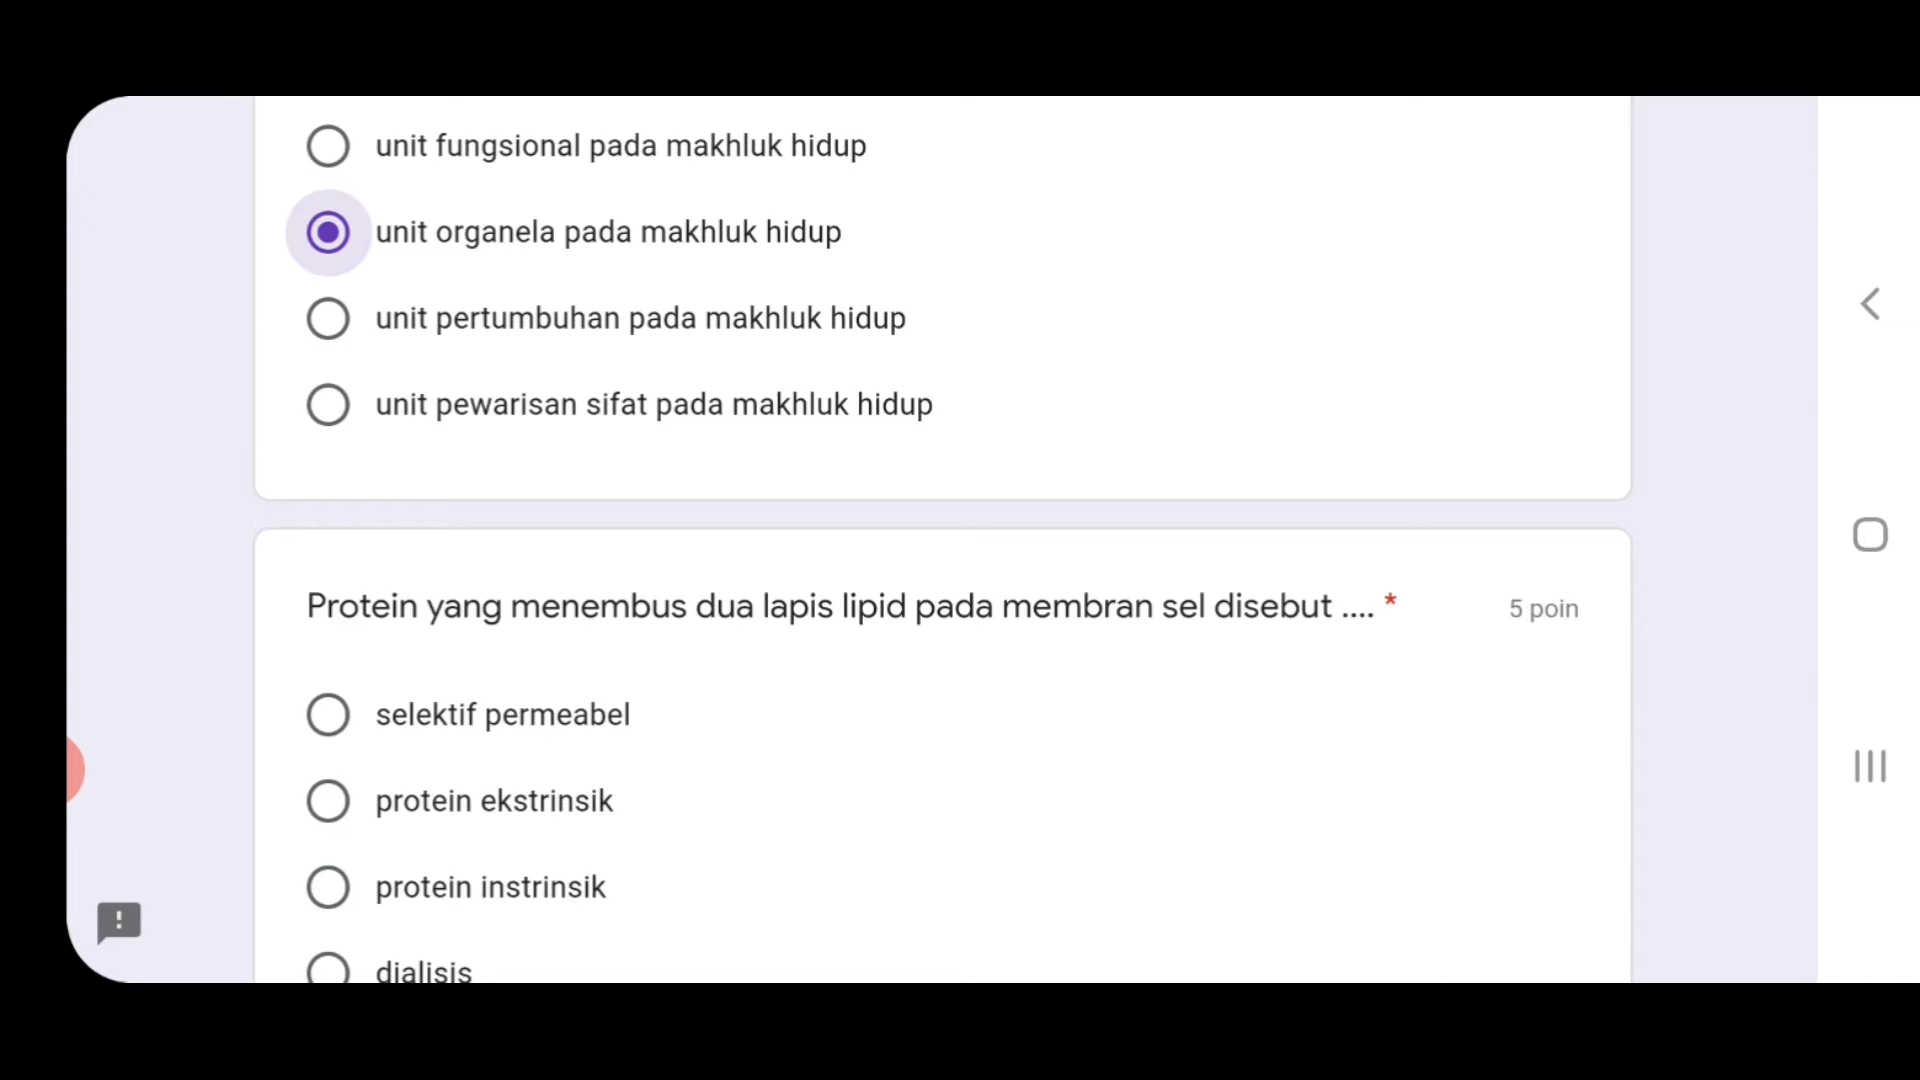 unit fungsional pada makhluk hidup
unit organela pada makhluk hidup
unit pertumbuhan pada makhluk hidup
unit pewarisan sifat pada makhluk hidup
Protein yang menembus dua lapis lipid pada membran sel disebut .... *
5 poin
selektif permeabel
protein ekstrinsik
protein instrinsik
dialisis